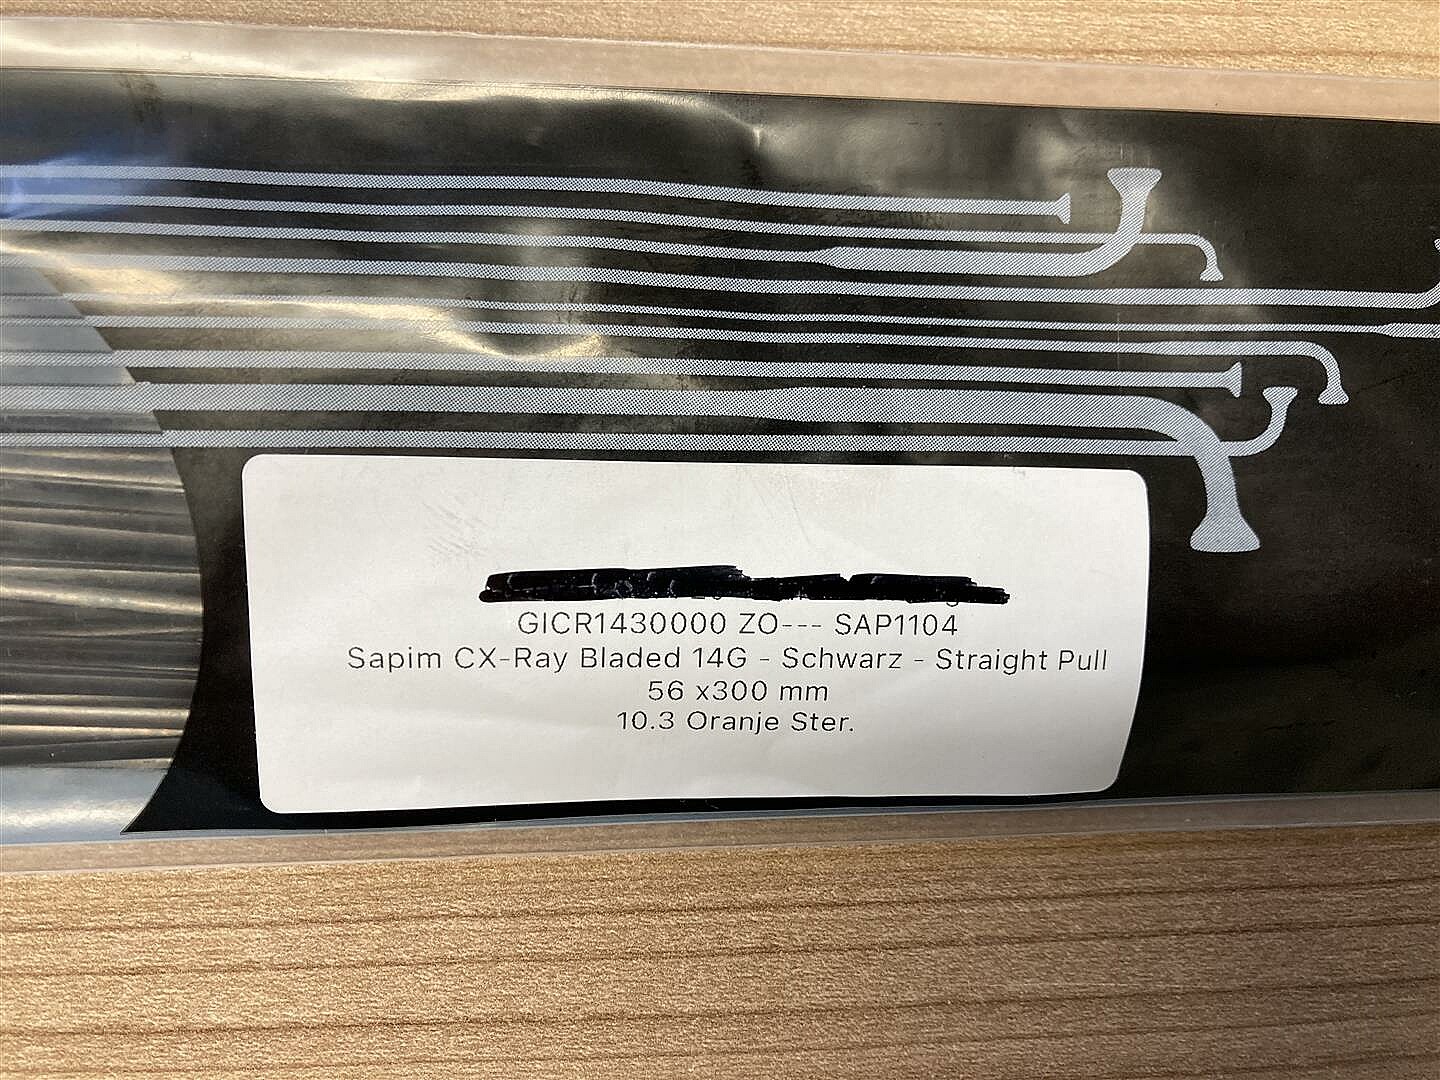 GICR1430000 ZO--- SAP1104
Sapim CX-Ray Bladed 14G - Schwarz - Straight Pull
56 x300 mm
10.3 Oranje Ster.